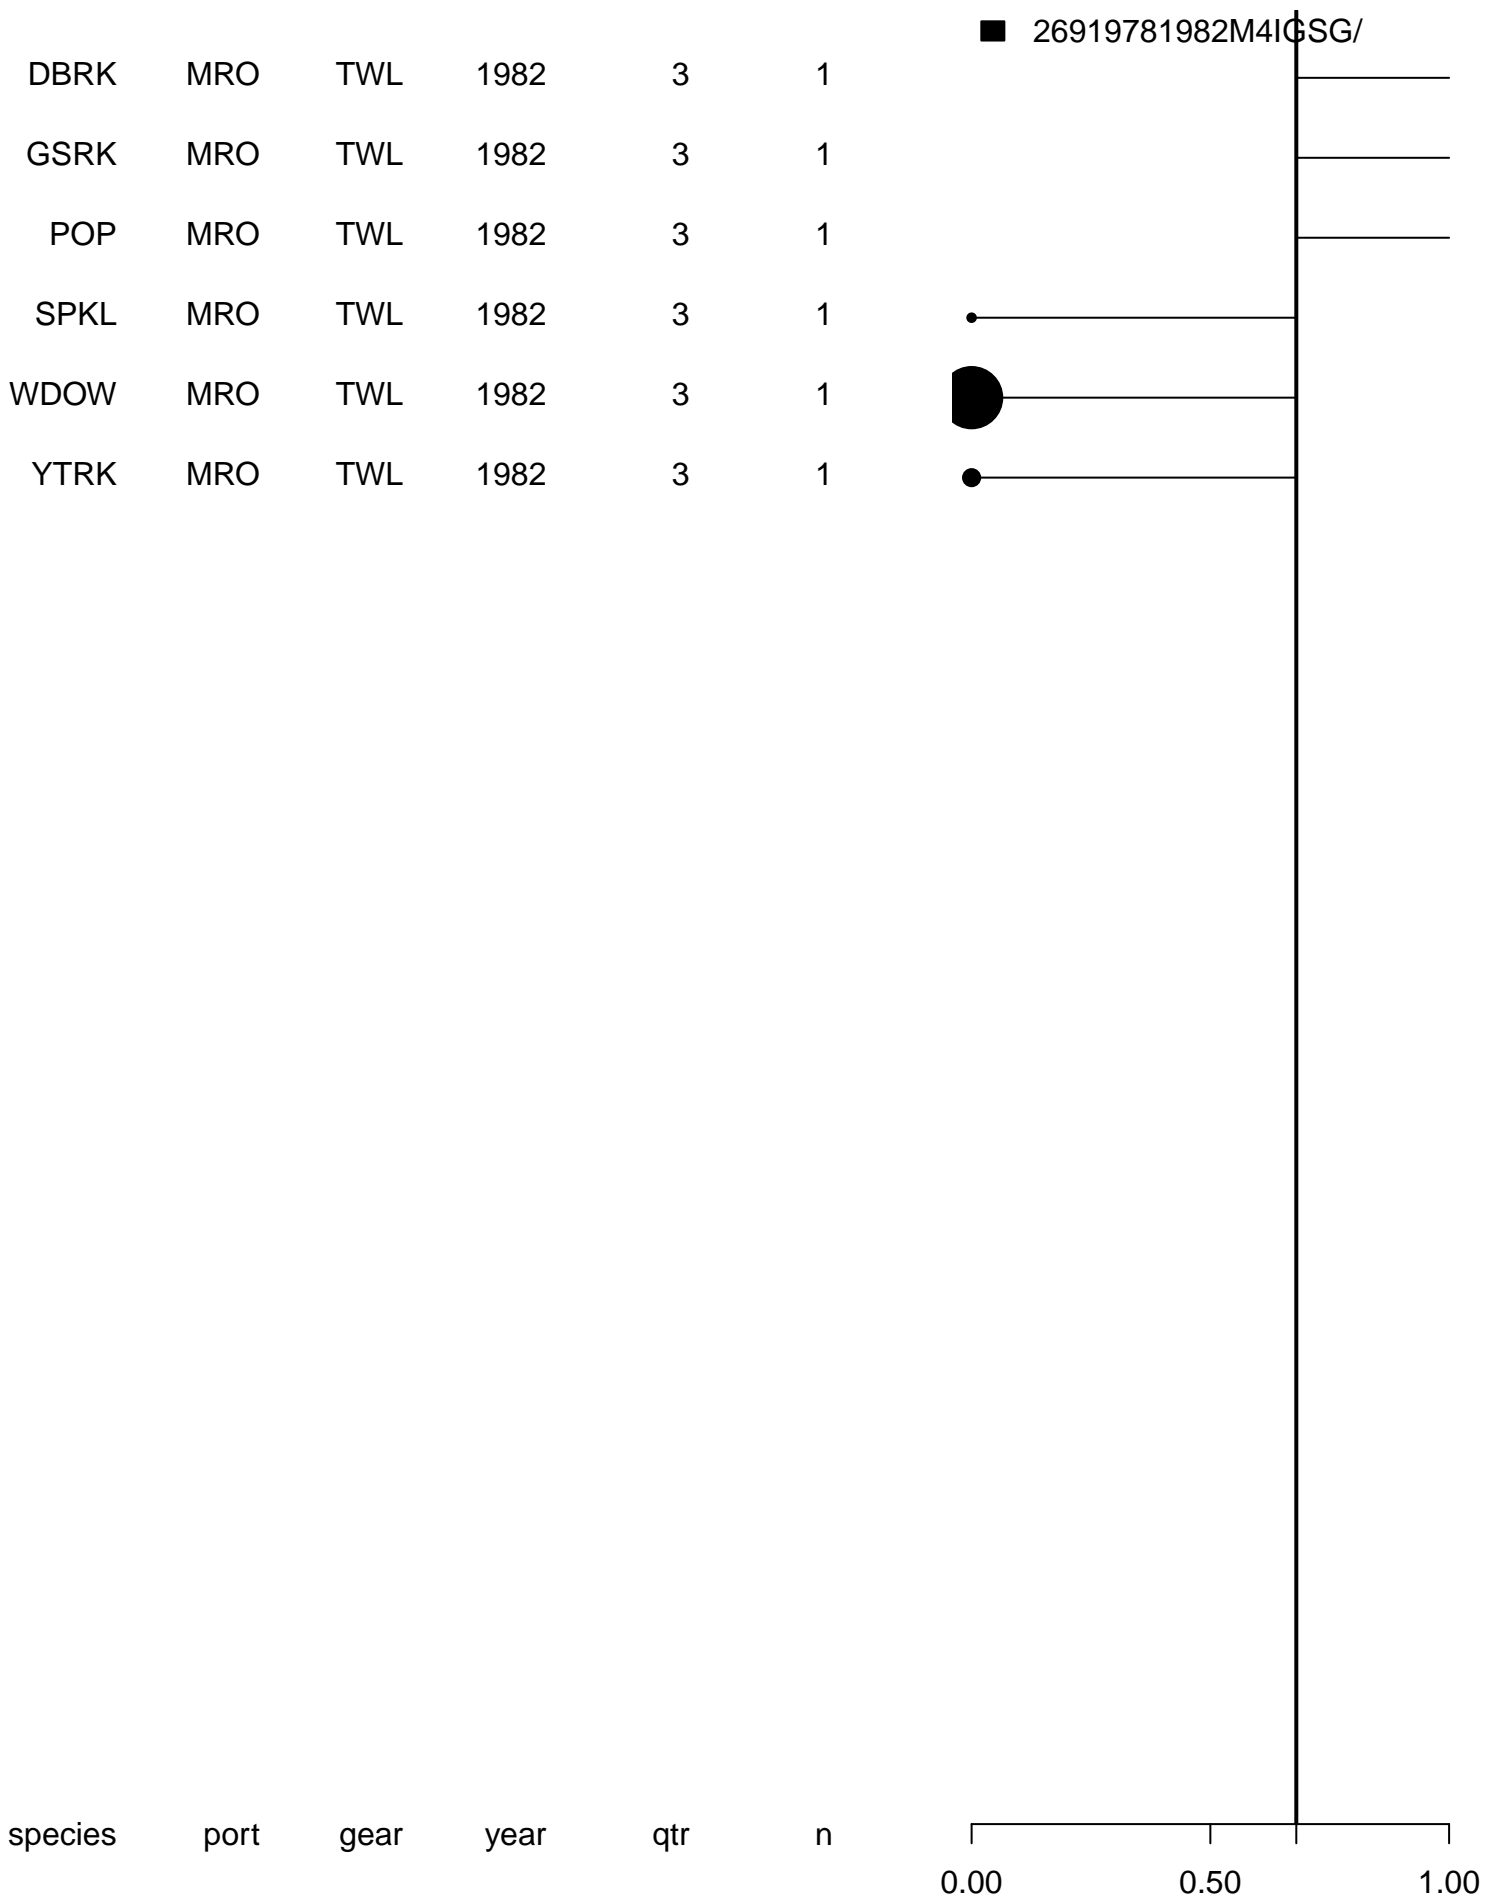 26919781982M4IGSG/
DBRK MRO TWL 1982 3 1
GSRK MRO TWL 1982 3 1
POP MRO TWL 1982 3 1
SPKL MRO TWL 1982 3 1
WDOW MRO TWL 1982 3 1
YTRK MRO TWL 1982 3 1
species port gear year qtr n
0.00 0.50 1.00